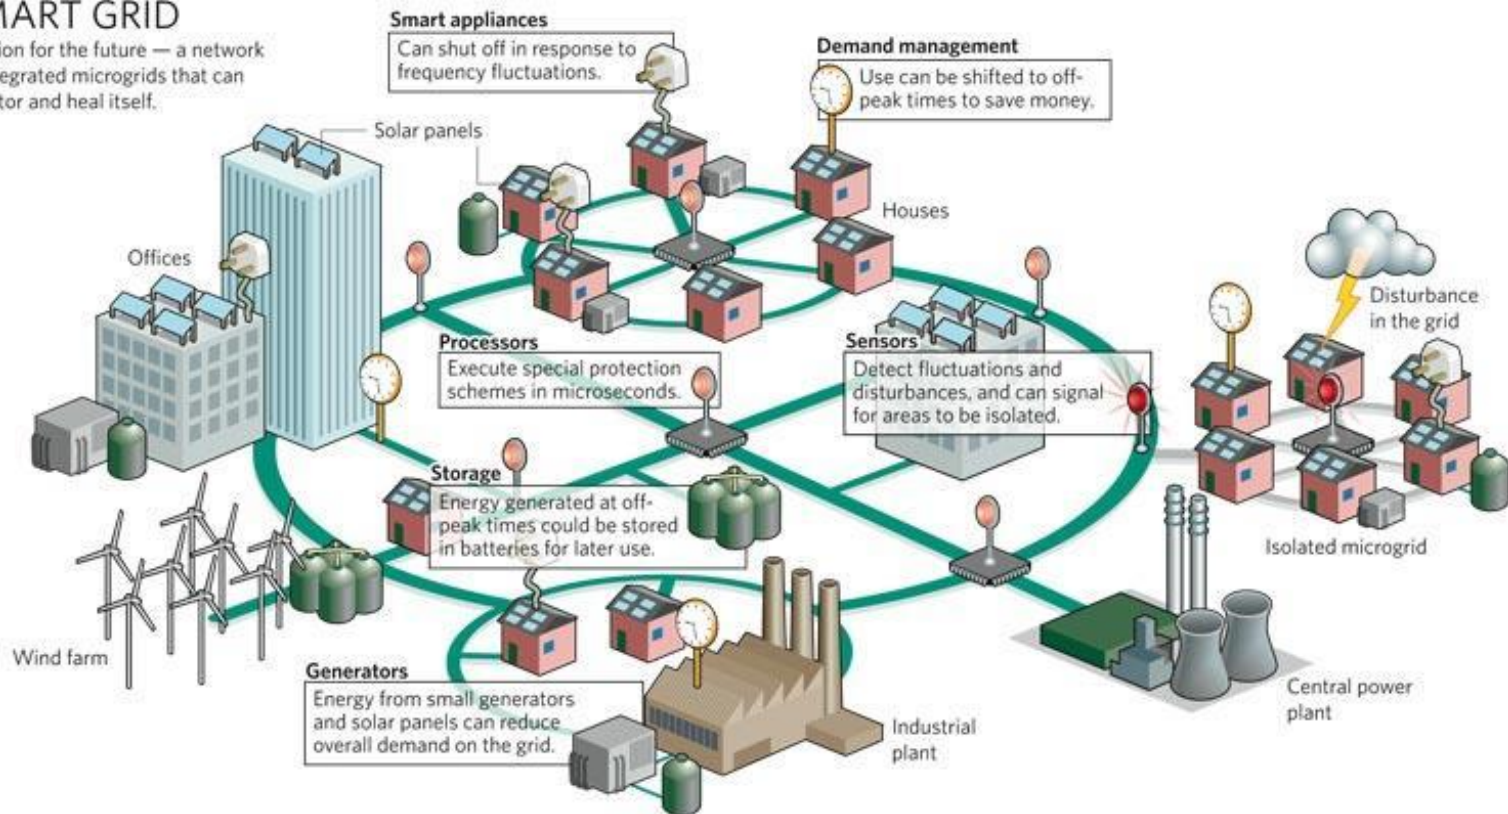 MART GRID
ion for the future — a network
egrated microgrids that can
tor and heal itself.
Smart appliances
Can shut off in response to
frequency fluctuations.
Demand management
Use can be shifted to off-
peak times to save money.
Solar panels
Houses
Offices
Disturbance
in the grid
Processors
Execute special protection
schemes in microseconds.
Sensors
Detect fluctuations and
disturbances, and can signal
for areas to be isolated.
Storage
Energy generated at off-
peak times could be stored
in batteries for later use.
Isolated microgrid
Wind farm
Generators
Energy from small generators
and solar panels can reduce
overall demand on the grid.
Industrial
plant
Central power
plant